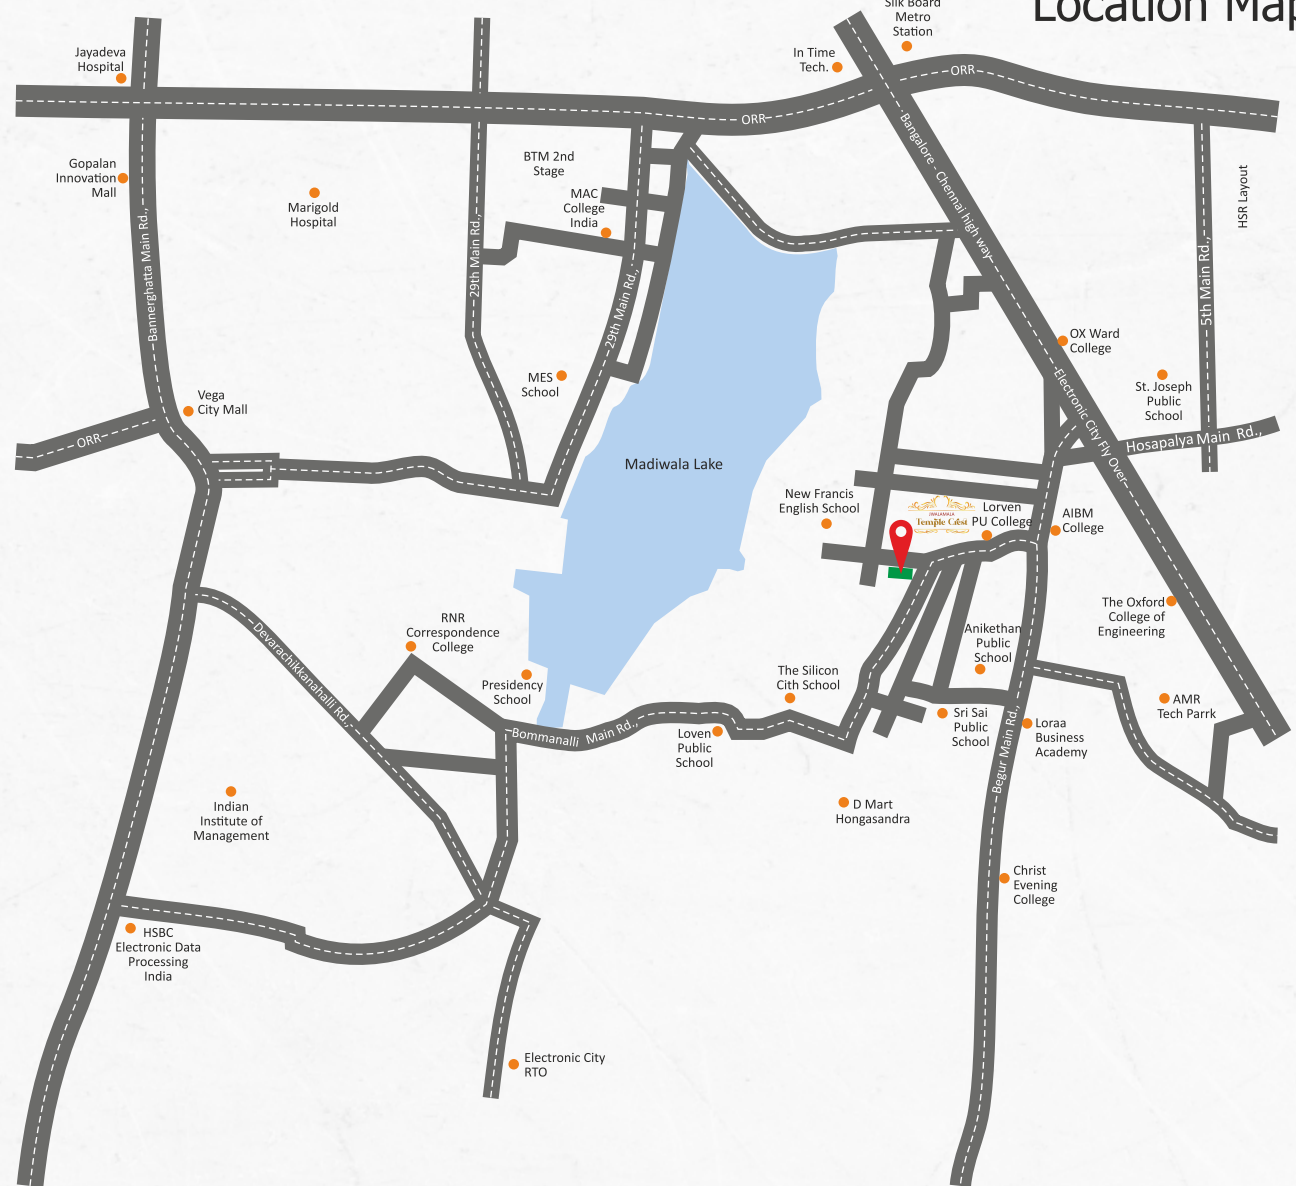 Location Map
Silk Board
Metro
Station
In Time
Tech.
Jayadeva
Hospital
ORR
ORR
Gopalan
Innovation
Mall
Marigold
Hospital
BTM 2nd
Stage
MAC
College
India
Bangalore - Chennai high way
HSR Layout
Bannerghatta Main Rd.,
29th Main Rd.,
29th Main Rd.,
5th Main Rd.,
OX Ward
College
MES
School
St. Joseph
Public
School
Vega
City Mall
ORR
Electronic City Fly Over
Hosapalya Main Rd.,
Madiwala Lake
New Francis
English School
JWALAMALA
Temple Crest
Lorven
PU College
AIBM
College
The Oxford
College of
Engineering
RNR
Correspondence
College
Devarachikkanahalli Rd.,
Anikethan
Public
School
Presidency
School
The Silicon
Cith School
AMR
Tech Parrk
Bommanalli Main Rd.,
Loven
Public
School
Sri Sai
Public
School
Loraa
Business
Academy
Begur Main Rd.,
Indian
Institute of
Management
D Mart
Hongasandra
Christ
Evening
College
HSBC
Electronic Data
Processing
India
Electronic City
RTO